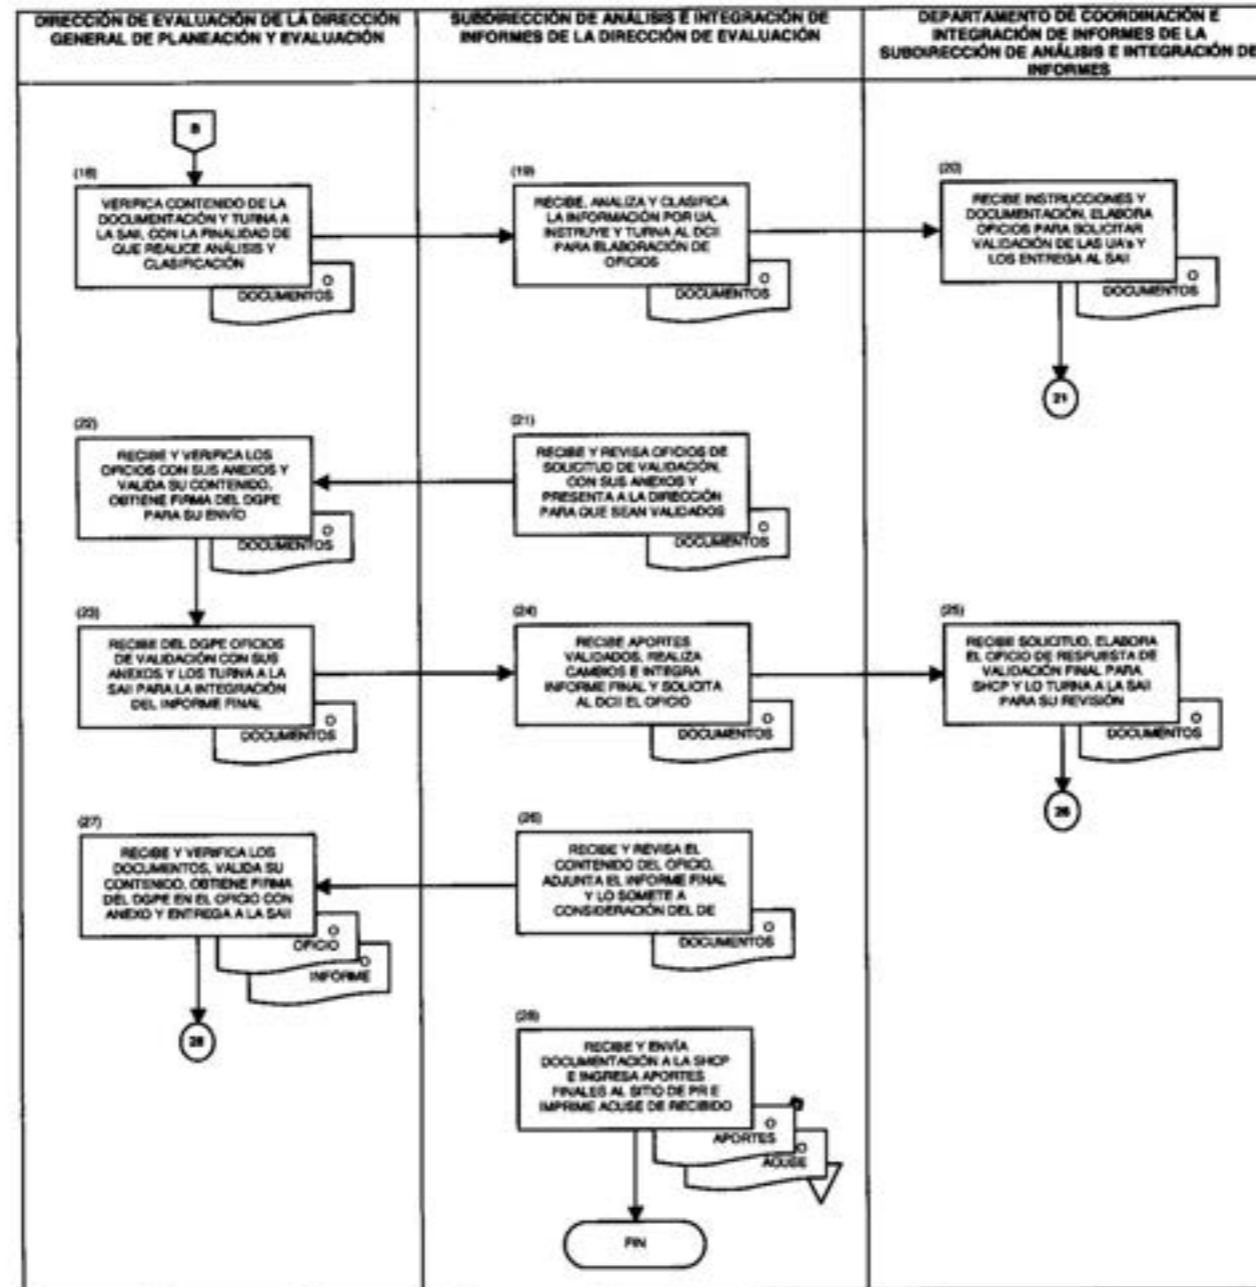 DIRECCIÓN DE EVALUACIÓN DE LA DIRECCIÓN
GENERAL DE PLANEACIÓN Y EVALUACIÓN
SUBDIRECCIÓN DE ANÁLISIS E INTEGRACIÓN DE
INFORMES DE LA DIRECCIÓN DE EVALUACIÓN
DEPARTAMENTO DE COORDINACIÓN E
INTEGRACIÓN DE INFORMES DE LA
SUBDIRECCIÓN DE ANÁLISIS E INTEGRACIÓN DE
INFORMES
(18)
VERIFICA CONTENIDO DE LA
DOCUMENTACIÓN Y TURNA A
LA SAII, CON LA FINALIDAD DE
QUE REALICE ANÁLISIS Y
CLASIFICACIÓN
O
DOCUMENTOS
(19)
RECIBE, ANALIZA Y CLASIFICA
LA INFORMACIÓN POR UA,
INSTRUYE Y TURNA AL DCII
PARA ELABORACIÓN DE
OFICIOS
O
DOCUMENTOS
(20)
RECIBE INSTRUCCIONES Y
DOCUMENTACIÓN, ELABORA
OFICIOS PARA SOLICITAR
VALIDACIÓN DE LAS UA's Y
LOS ENTREGA AL SAII
O
DOCUMENTOS
21
(22)
RECIBE Y VERIFICA LOS
OFICIOS CON SUS ANEXOS Y
VALIDA SU CONTENIDO,
OBTIENE FIRMA DEL DGPE
PARA SU ENVÍO
O
DOCUMENTOS
(21)
RECIBE Y REVISA OFICIOS DE
SOLICITUD DE VALIDACIÓN,
CON SUS ANEXOS Y
PRESENTA A LA DIRECCIÓN
PARA QUE SEAN VALIDADOS
O
DOCUMENTOS
(23)
RECIBE DEL DGPE OFICIOS
DE VALIDACIÓN CON SUS
ANEXOS Y LOS TURNA A LA
SAII PARA LA INTEGRACIÓN
DEL INFORME FINAL
O
DOCUMENTOS
(24)
RECIBE APORTES
VALIDADOS, REALIZA
CAMBIOS E INTEGRA
INFORME FINAL Y SOLICITA
AL DCII EL OFICIO
O
DOCUMENTOS
(25)
RECIBE SOLICITUD, ELABORA
EL OFICIO DE RESPUESTA DE
VALIDACIÓN FINAL PARA
SHCP Y LO TURNA A LA SAII
PARA SU REVISIÓN
O
DOCUMENTOS
26
(27)
RECIBE Y VERIFICA LOS
DOCUMENTOS, VALIDA SU
CONTENIDO, OBTIENE FIRMA
DEL DGPE EN EL OFICIO CON
ANEXO Y ENTREGA A LA SAII
O
OFICIO
O
INFORME
28
(26)
RECIBE Y REVISA EL
CONTENIDO DEL OFICIO,
ADJUNTA EL INFORME FINAL
Y LO SOMETE A
CONSIDERACIÓN DEL DE
O
DOCUMENTOS
(28)
RECIBE Y ENVÍA
DOCUMENTACIÓN A LA SHCP
E INGRESA APORTES
FINALES AL SITIO DE PR E
IMPRIME ACUSE DE RECIBIDO
O
APORTES
O
ACUSE
FIN